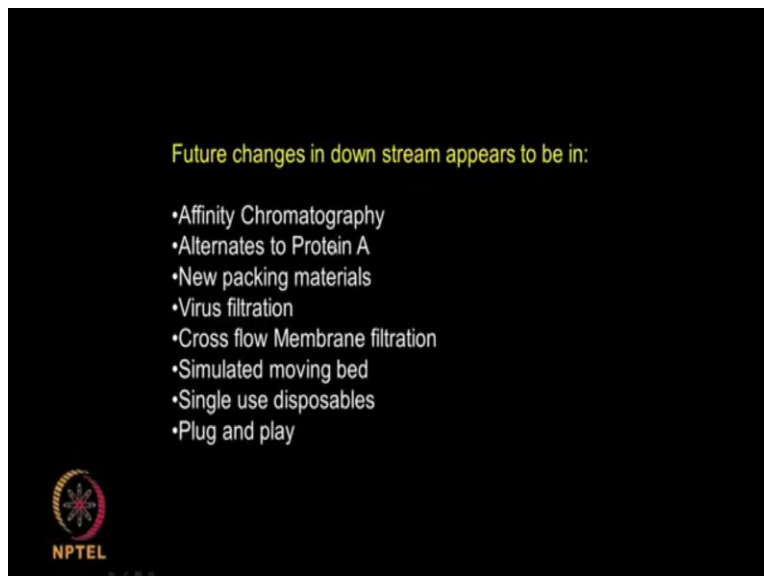 Future changes in down stream appears to be in:
•Affinity Chromatography
•Alternates to Protein A
•New packing materials
•Virus filtration
•Cross flow Membrane filtration
•Simulated moving bed
•Single use disposables
•Plug and play
NPTEL